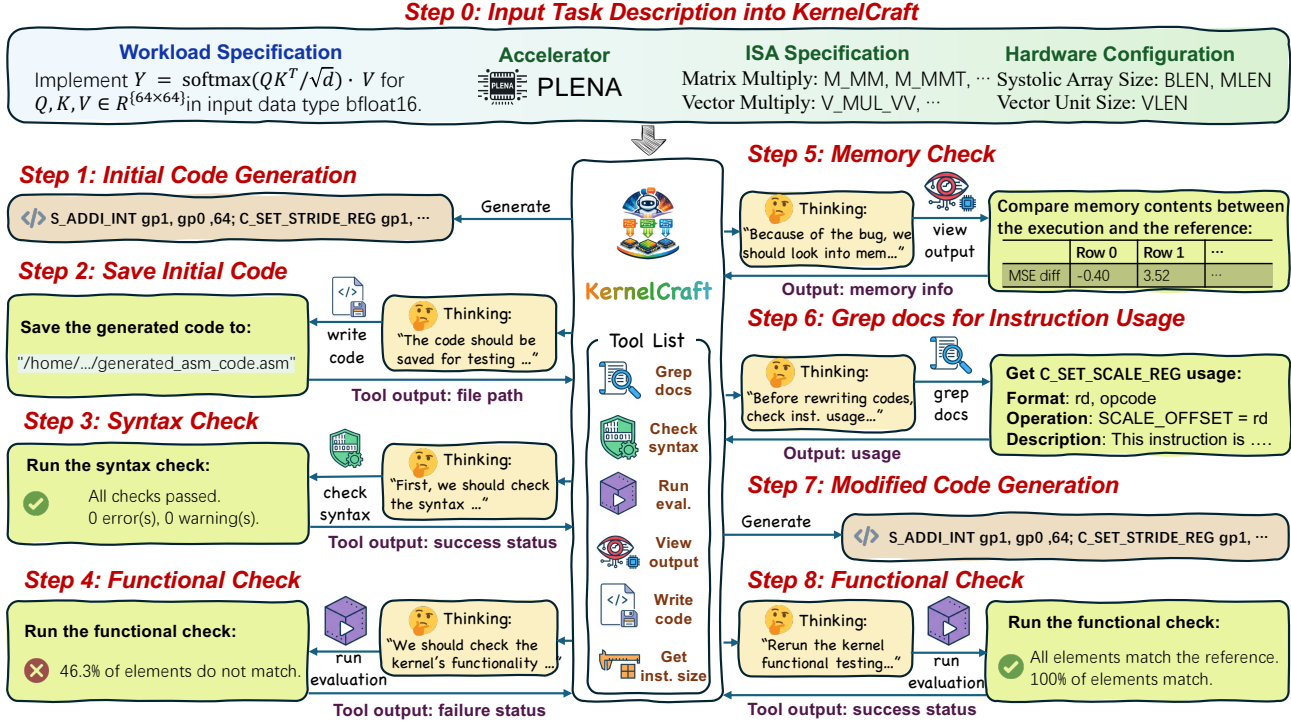 Step 0: Input Task Description into KernelCraft
Workload Specification
Implement Y = softmax(QK^T/√d) · V for
Q, K, V ∈ R^{64×64} in input data type bfloat16.
Accelerator
PLENA
PLENA
ISA Specification
Matrix Multiply: M_MM, M_MMT, ···
Vector Multiply: V_MUL_VV, ···
Hardware Configuration
Systolic Array Size: BLEN, MLEN
Vector Unit Size: VLEN
Step 1: Initial Code Generation
</> S_ADDI_INT gp1, gp0 ,64; C_SET_STRIDE_REG gp1, ···
Generate
Step 2: Save Initial Code
Save the generated code to:
"/home/.../generated_asm_code.asm"
</>
write
code
Thinking:
“The code should be
saved for testing ...”
Tool output: file path
Step 3: Syntax Check
Run the syntax check:
All checks passed.
0 error(s), 0 warning(s).
010011
check
syntax
Thinking:
“First, we should check
the syntax ...”
Tool output: success status
Step 4: Functional Check
Run the functional check:
46.3% of elements do not match.
run
evaluation
Thinking:
“We should check the
kernel’s functionality ...”
Tool output: failure status
KernelCraft
Tool List
Grep
docs
010011
Check
syntax
Run
eval.
View
output
</>
Write
code
Get
inst. size
Step 5: Memory Check
Thinking:
“Because of the bug, we
should look into mem...”
view
output
Compare memory contents between
the execution and the reference:
Row 0 Row 1 ···
MSE diff -0.40 3.52 ···
Output: memory info
Step 6: Grep docs for Instruction Usage
Thinking:
“Before rewriting codes,
check inst. usage...”
grep
docs
Get C_SET_SCALE_REG usage:
Format: rd, opcode
Operation: SCALE_OFFSET = rd
Description: This instruction is ....
Output: usage
Step 7: Modified Code Generation
Generate
</> S_ADDI_INT gp1, gp0 ,64; C_SET_STRIDE_REG gp1, ···
Step 8: Functional Check
Thinking:
“Rerun the kernel
functional testing...”
run
evaluation
Run the functional check:
All elements match the reference.
100% of elements match.
Tool output: success status